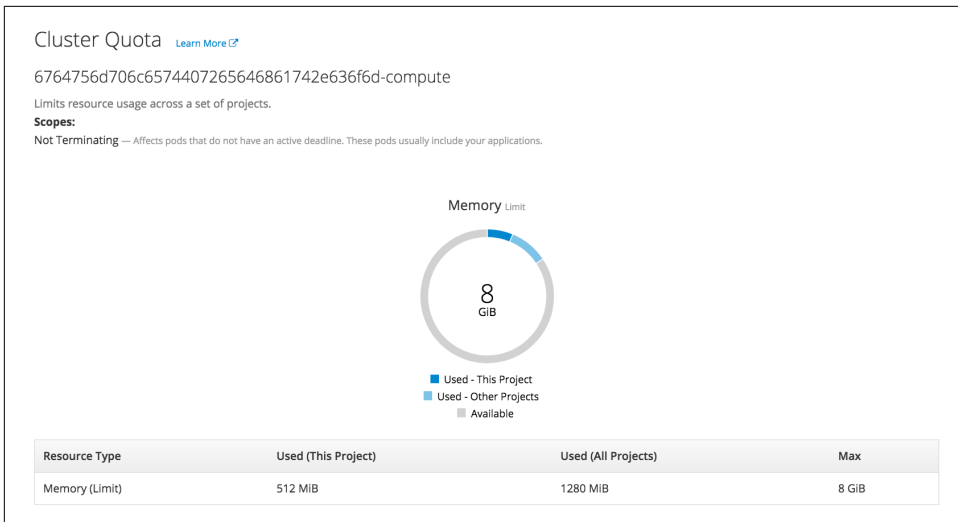 Cluster Quota Learn More
6764756d706c6574407265646861742e636f6d-compute
Limits resource usage across a set of projects.
Scopes:
Not Terminating — Affects pods that do not have an active deadline. These pods usually include your applications.
Memory Limit
8
GiB
Used - This Project
Used - Other Projects
Available
Resource Type Used (This Project) Used (All Projects) Max
Memory (Limit) 512 MiB 1280 MiB 8 GiB